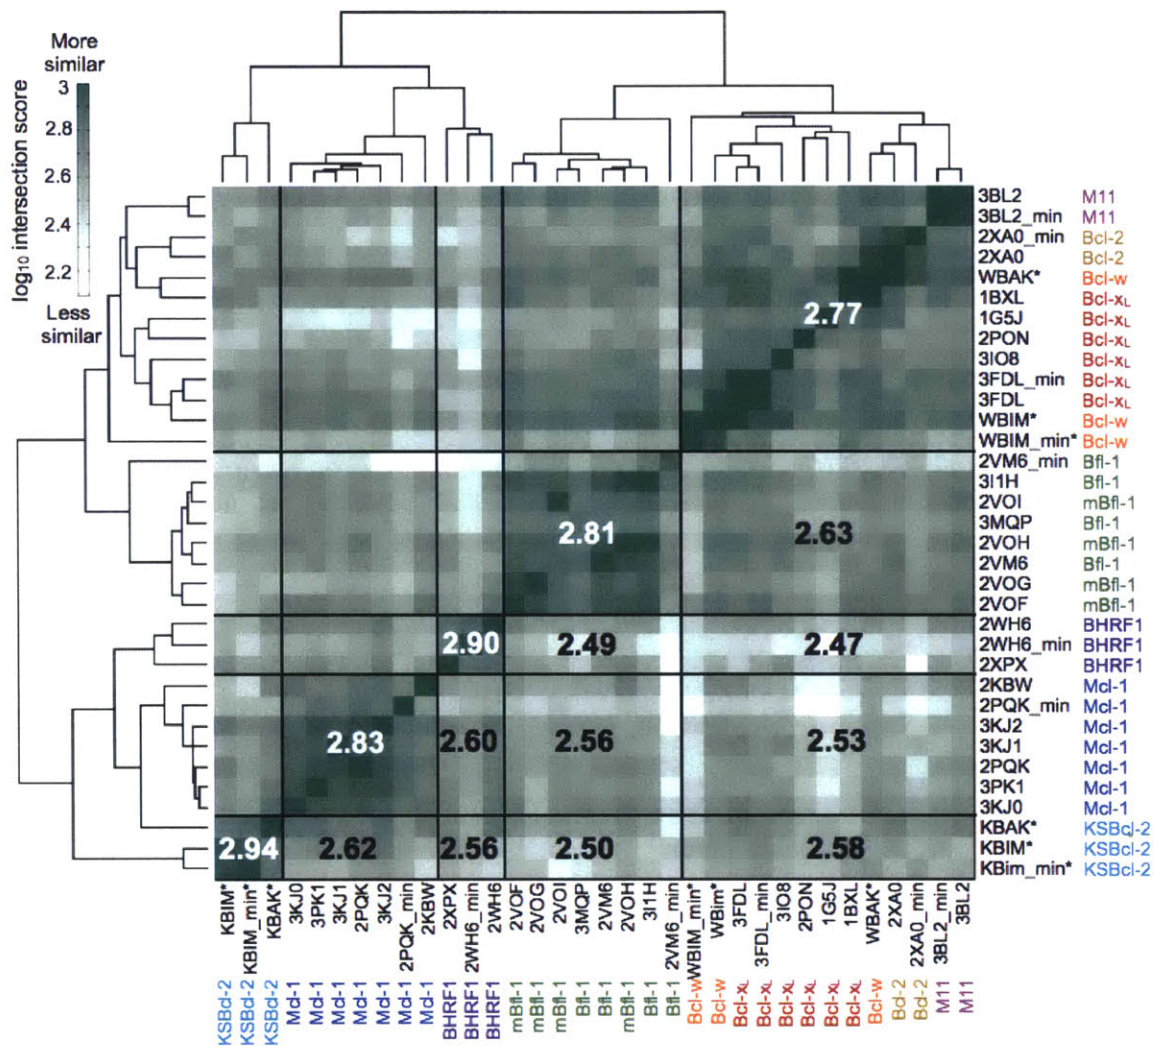 More
similar
3
2.8
2.6
2.4
2.2
log10 intersection score
Less
similar
3BL2 M11
3BL2_min M11
2XA0_min Bcl-2
2XA0 Bcl-2
WBAK* Bcl-w
1BXL Bcl-xL
1G5J Bcl-xL
2.77
2PON Bcl-xL
3IO8 Bcl-xL
3FDL_min Bcl-xL
3FDL Bcl-xL
WBIM* Bcl-w
WBIM_min* Bcl-w
2VM6_min Bfl-1
3I1H Bfl-1
2VOI mBfl-1
3MQP Bfl-1
2.81 2.63
2VOH mBfl-1
2VM6 Bfl-1
2VOG mBfl-1
2VOF mBfl-1
2WH6 BHRF1
2.90 2.49 2.47
2WH6_min BHRF1
2XPX BHRF1
2KBW Mcl-1
2PQK_min Mcl-1
3KJ2 Mcl-1
2.83 2.60 2.56 2.53
3KJ1 Mcl-1
2PQK Mcl-1
3PK1 Mcl-1
3KJ0 Mcl-1
KBAK* KSBcl-2
2.94 2.62 2.56 2.50 2.58
KBIM* KSBcl-2
KBim_min* KSBcl-2
KBIM* KBIM_min* KBAK* 3KJ0 3PK1 3KJ1 2PQK 3KJ2 2PQK_min 2KBW 2XPX 2WH6_min 2WH6 2VOF 2VOG 2VOI 3MQP 2VM6 2VOH 3I1H 2VM6_min WBIM_min* WBim* 3FDL 3FDL_min 3IO8 2PON 1G5J 1BXL WBAK* 2XA0 2XA0_min 3BL2_min 3BL2
KSBcl-2 KSBcl-2 KSBcl-2 Mcl-1 Mcl-1 Mcl-1 Mcl-1 Mcl-1 Mcl-1 Mcl-1 BHRF1 BHRF1 BHRF1 mBfl-1 mBfl-1 mBfl-1 Bfl-1 Bfl-1 mBfl-1 Bfl-1 Bfl-1 Bcl-w Bcl-w Bcl-xL Bcl-xL Bcl-xL Bcl-xL Bcl-xL Bcl-xL Bcl-w Bcl-2 Bcl-2 M11 M11